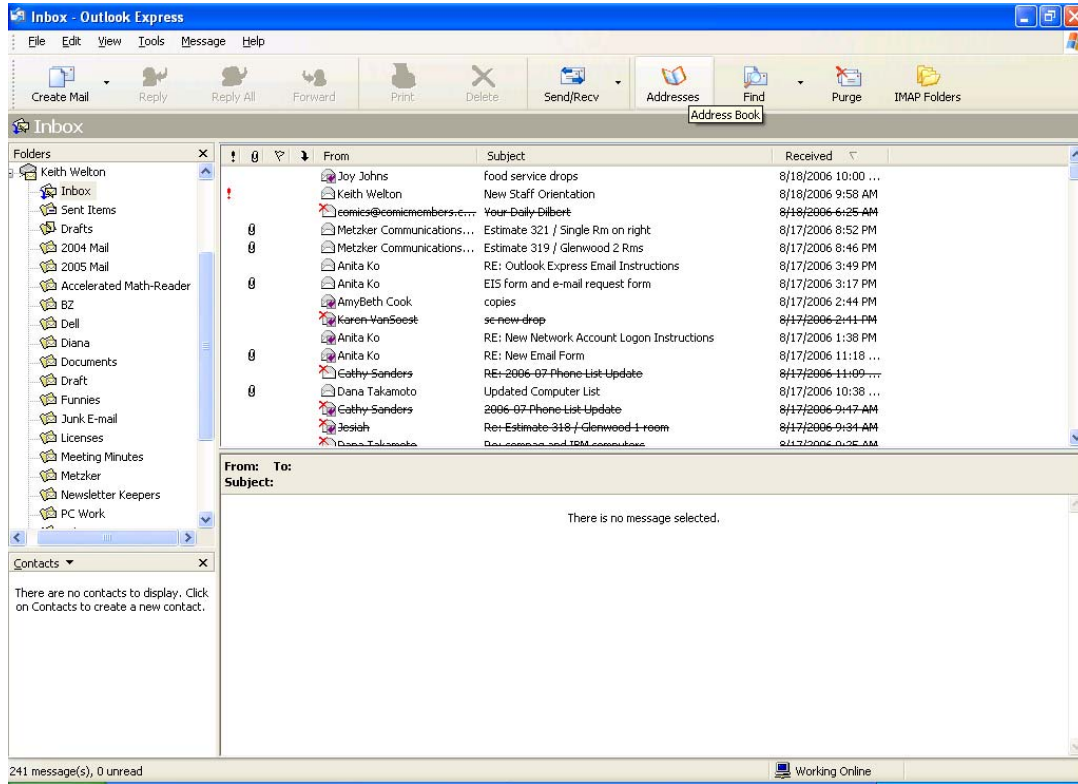 Inbox - Outlook Express
File Edit View Tools Message Help
Create Mail Reply Reply All Forward Print Delete Send/Recv Addresses Find Purge IMAP Folders
Address Book
Inbox
Folders
Keith Welton
Inbox
Sent Items
Drafts
2004 Mail
2005 Mail
Accelerated Math-Reader
BZ
Dell
Diana
Documents
Draft
Funnies
Junk E-mail
Licenses
Meeting Minutes
Metzker
Newsletter Keepers
PC Work
Contacts
There are no contacts to display. Click
on Contacts to create a new contact.
! From Subject Received
Joy Johns food service drops 8/18/2006 10:00 ...
! Keith Welton New Staff Orientation 8/18/2006 9:58 AM
comics@comicmembers.c... Your Daily Dilbert 8/18/2006 6:25 AM
Metzker Communications... Estimate 321 / Single Rm on right 8/17/2006 8:52 PM
Metzker Communications... Estimate 319 / Glenwood 2 Rms 8/17/2006 8:46 PM
Anita Ko RE: Outlook Express Email Instructions 8/17/2006 3:49 PM
Anita Ko EIS form and e-mail request form 8/17/2006 3:17 PM
AmyBeth Cook copies 8/17/2006 2:44 PM
Karen VanSoest sc new drop 8/17/2006 2:41 PM
Anita Ko RE: New Network Account Logon Instructions 8/17/2006 1:38 PM
Anita Ko RE: New Email Form 8/17/2006 11:18 ...
Cathy Sanders RE: 2006-07 Phone List Update 8/17/2006 11:09 ...
Dana Takamoto Updated Computer List 8/17/2006 10:38 ...
Cathy Sanders 2006-07 Phone List Update 8/17/2006 9:47 AM
Josiah Re: Estimate 318 / Glenwood 1 room 8/17/2006 9:34 AM
Dana Takamoto Re: compaq and IBM computers 8/17/2006 9:25 AM
From: To:
Subject:
There is no message selected.
241 message(s), 0 unread
Working Online